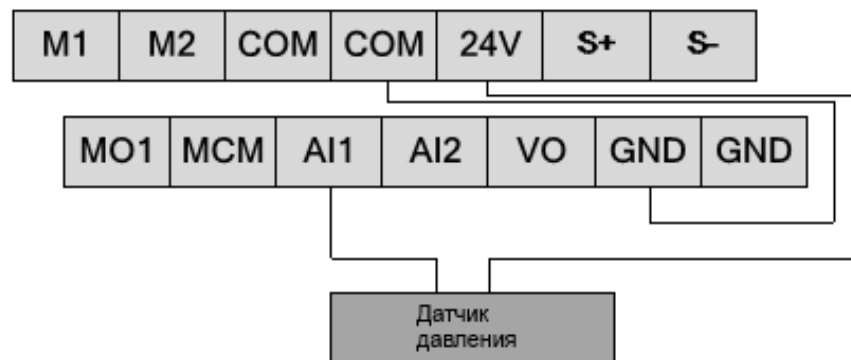 M1 M2 COM COM 24V S+ S-
MO1 MCM AI1 AI2 VO GND GND
Датчик
давления